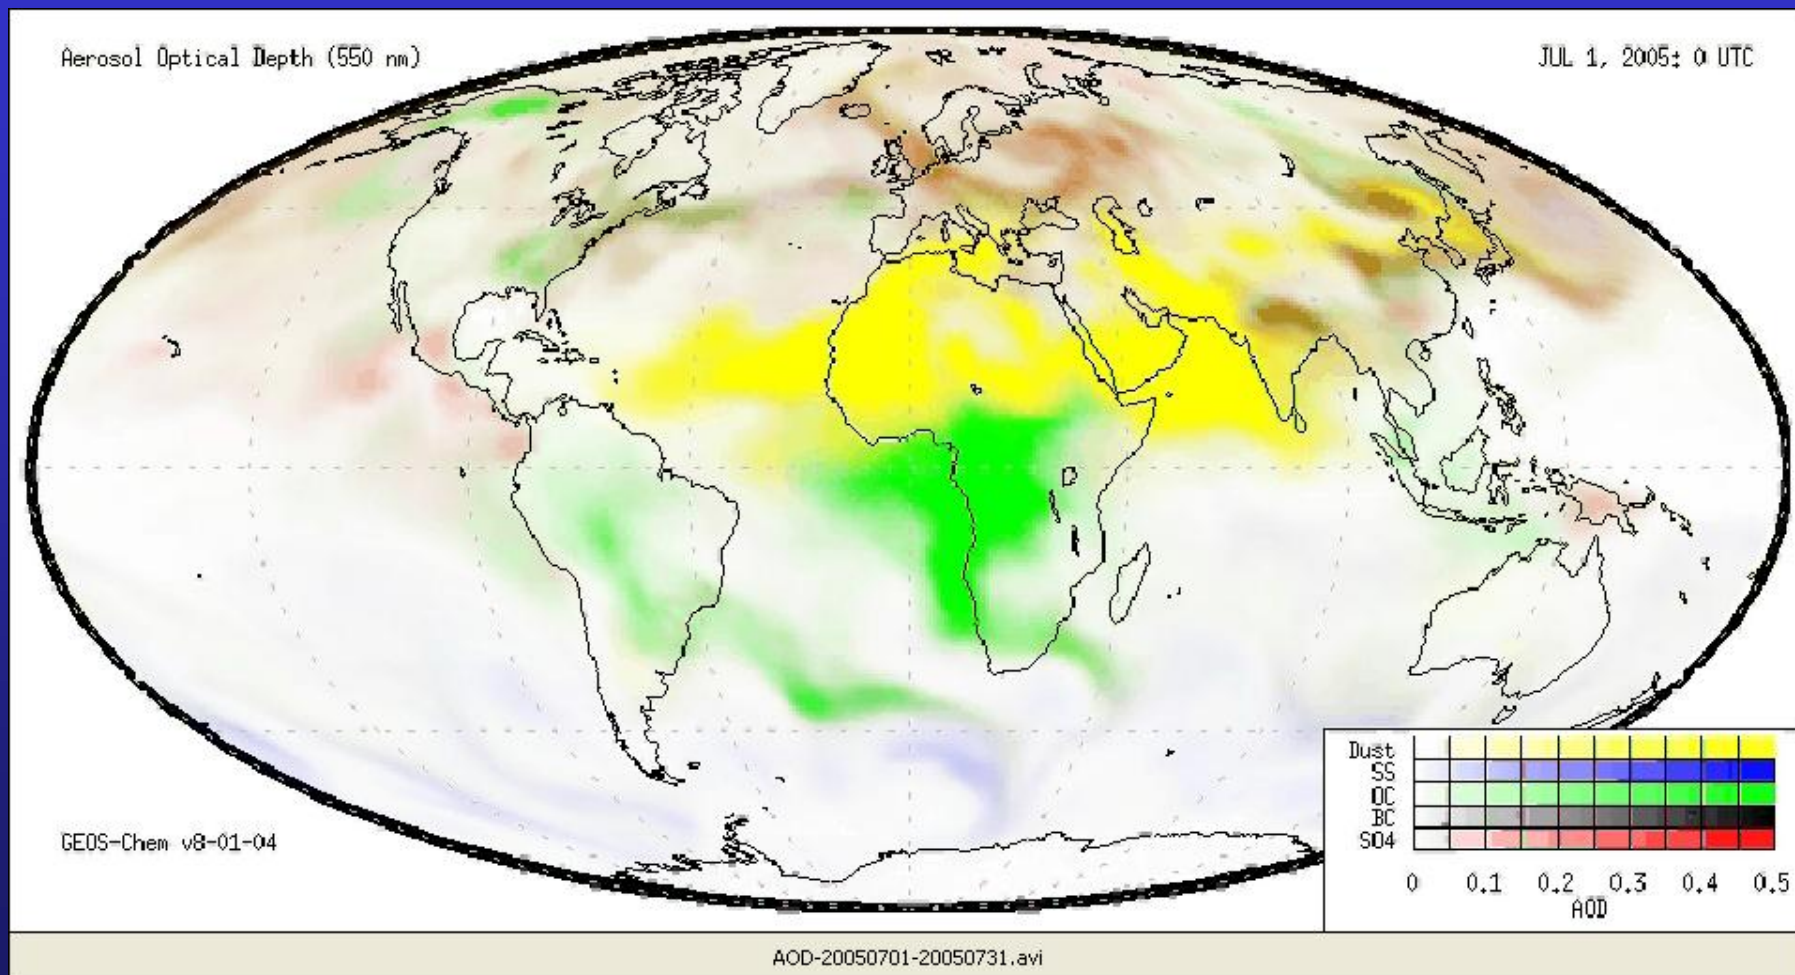 Aerosol Optical Depth (550 nm)
JUL 1, 2005: 0 UTC
Dust
SS
OC
BC
SO4
0 0.1 0.2 0.3 0.4 0.5
AOD
GEOS-Chem v8-01-04
AOD-20050701-20050731.avi